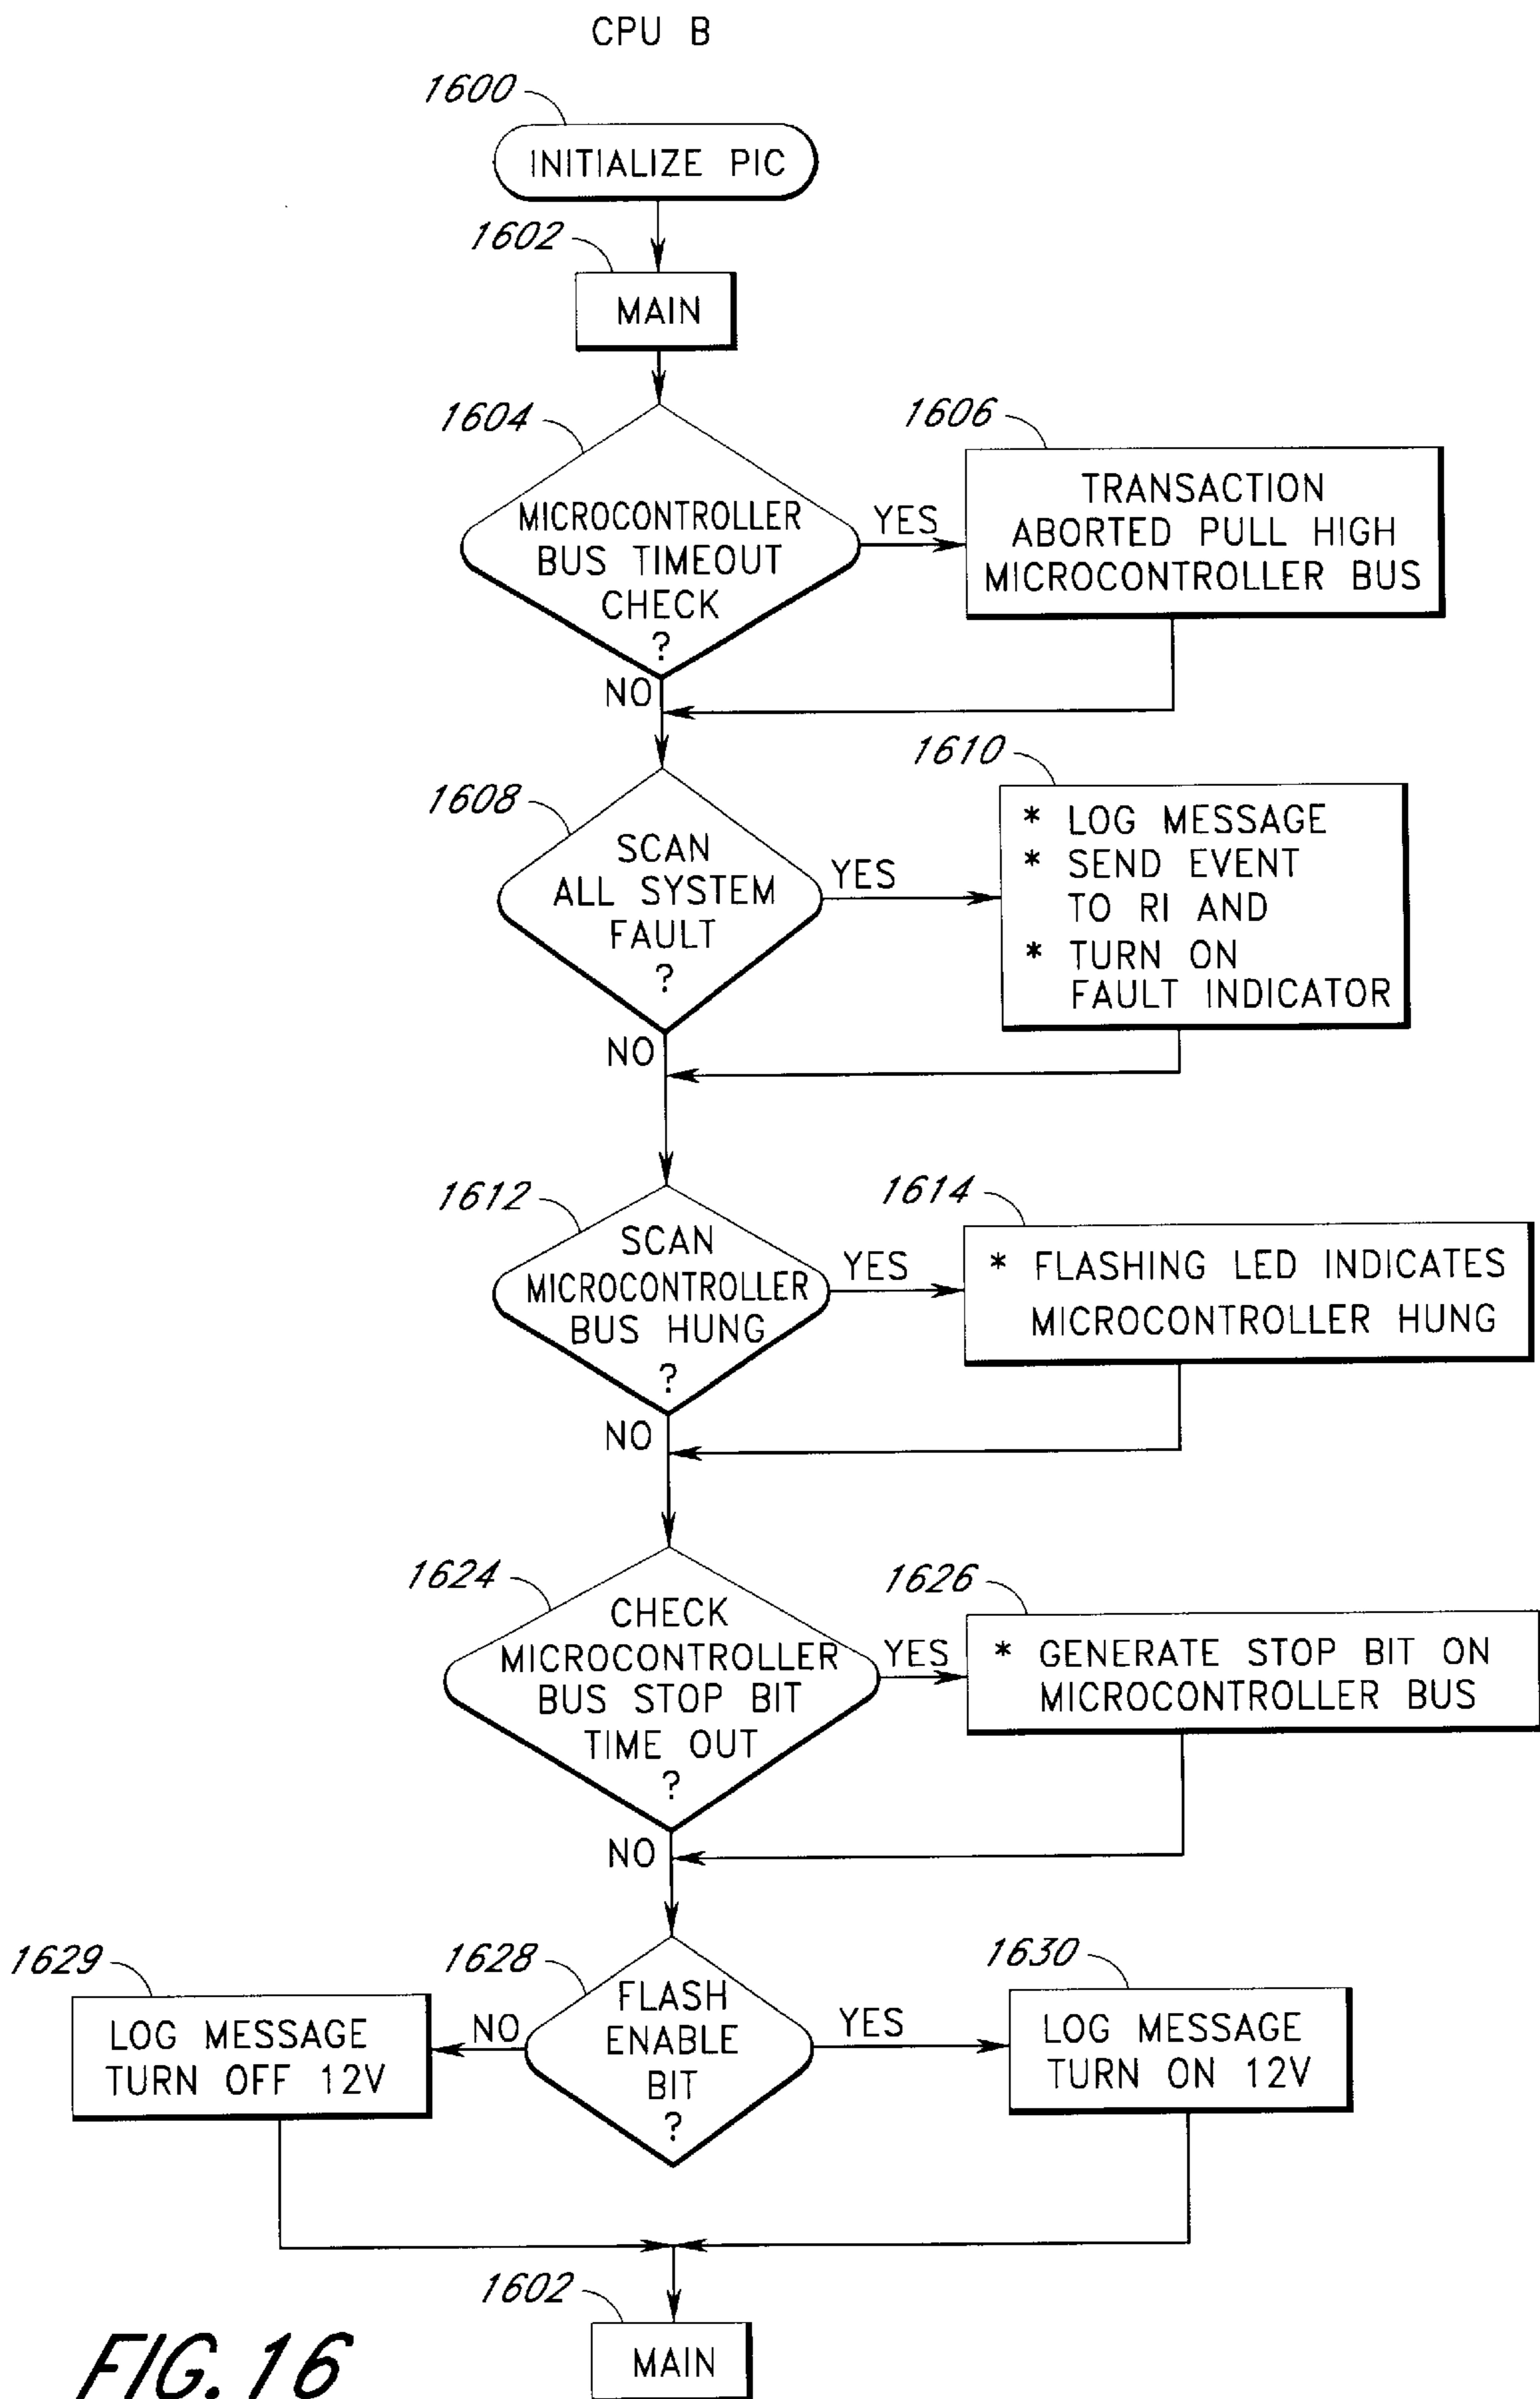 CPU B
1600
INITIALIZE PIC
1602
MAIN
1604
MICROCONTROLLER
BUS TIMEOUT
CHECK
?
YES
NO
1606
TRANSACTION
ABORTED PULL HIGH
MICROCONTROLLER BUS
1608
SCAN
ALL SYSTEM
FAULT
?
YES
NO
1610
* LOG MESSAGE
* SEND EVENT
TO RI AND
* TURN ON
FAULT INDICATOR
1612
SCAN
MICROCONTROLLER
BUS HUNG
?
YES
NO
1614
* FLASHING LED INDICATES
MICROCONTROLLER HUNG
1624
CHECK
MICROCONTROLLER
BUS STOP BIT
TIME OUT
?
YES
NO
1626
* GENERATE STOP BIT ON
MICROCONTROLLER BUS
1628
FLASH
ENABLE
BIT
?
NO
YES
1629
LOG MESSAGE
TURN OFF 12V
1630
LOG MESSAGE
TURN ON 12V
1602
MAIN
FIG. 16